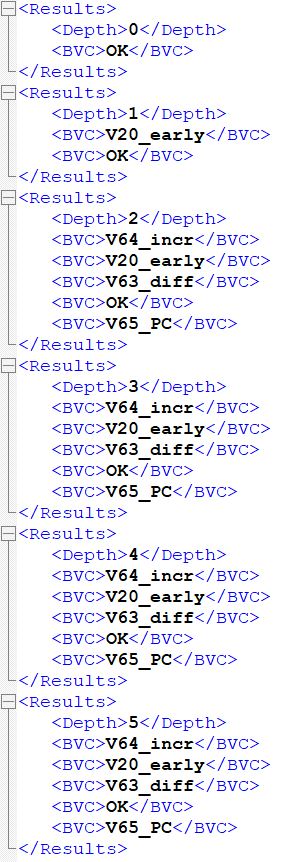 <Results>
<Depth>0</Depth>
<BVC>OK</BVC>
</Results>
<Results>
<Depth>1</Depth>
<BVC>V20_early</BVC>
<BVC>OK</BVC>
</Results>
<Results>
<Depth>2</Depth>
<BVC>V64_incr</BVC>
<BVC>V20_early</BVC>
<BVC>V63_diff</BVC>
<BVC>OK</BVC>
<BVC>V65_PC</BVC>
</Results>
<Results>
<Depth>3</Depth>
<BVC>V64_incr</BVC>
<BVC>V20_early</BVC>
<BVC>V63_diff</BVC>
<BVC>OK</BVC>
<BVC>V65_PC</BVC>
</Results>
<Results>
<Depth>4</Depth>
<BVC>V64_incr</BVC>
<BVC>V20_early</BVC>
<BVC>V63_diff</BVC>
<BVC>OK</BVC>
<BVC>V65_PC</BVC>
</Results>
<Results>
<Depth>5</Depth>
<BVC>V64_incr</BVC>
<BVC>V20_early</BVC>
<BVC>V63_diff</BVC>
<BVC>OK</BVC>
<BVC>V65_PC</BVC>
</Results>